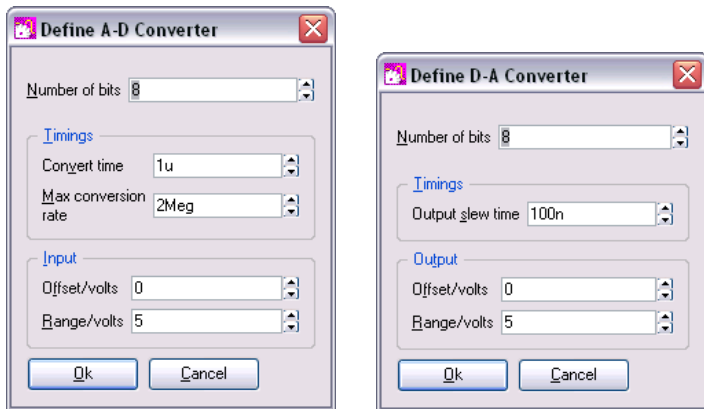 Define A-D Converter
Number of bits 8
Timings
Convert time 1u
Max conversion
rate 2Meg
Input
Offset/volts 0
Range/volts 5
Ok Cancel
Define D-A Converter
Number of bits 8
Timings
Output slew time 100n
Output
Offset/volts 0
Range/volts 5
Ok Cancel